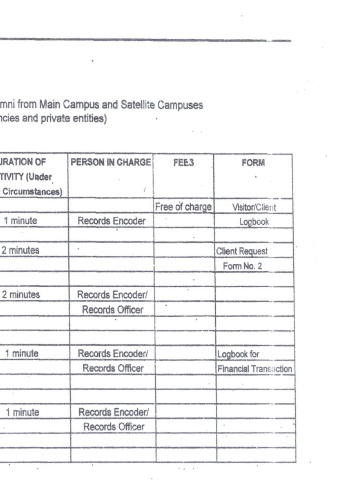 mni from Main Campus and Satellite Campuses
ncies and private entities)
URATION OF PERSON IN CHARGE FEE3 FORM
TIVITY (Under
Circumstances)
Free of charge Visitor/Client
1 minute Records Encoder Logbook
2 minutes Client Request
Form No. 2
2 minutes Records Encoder/
Records Officer
1 minute Records Encoder/ Logbook for
Records Officer Financial Transaction
1 minute Records Encoder/
Records Officer